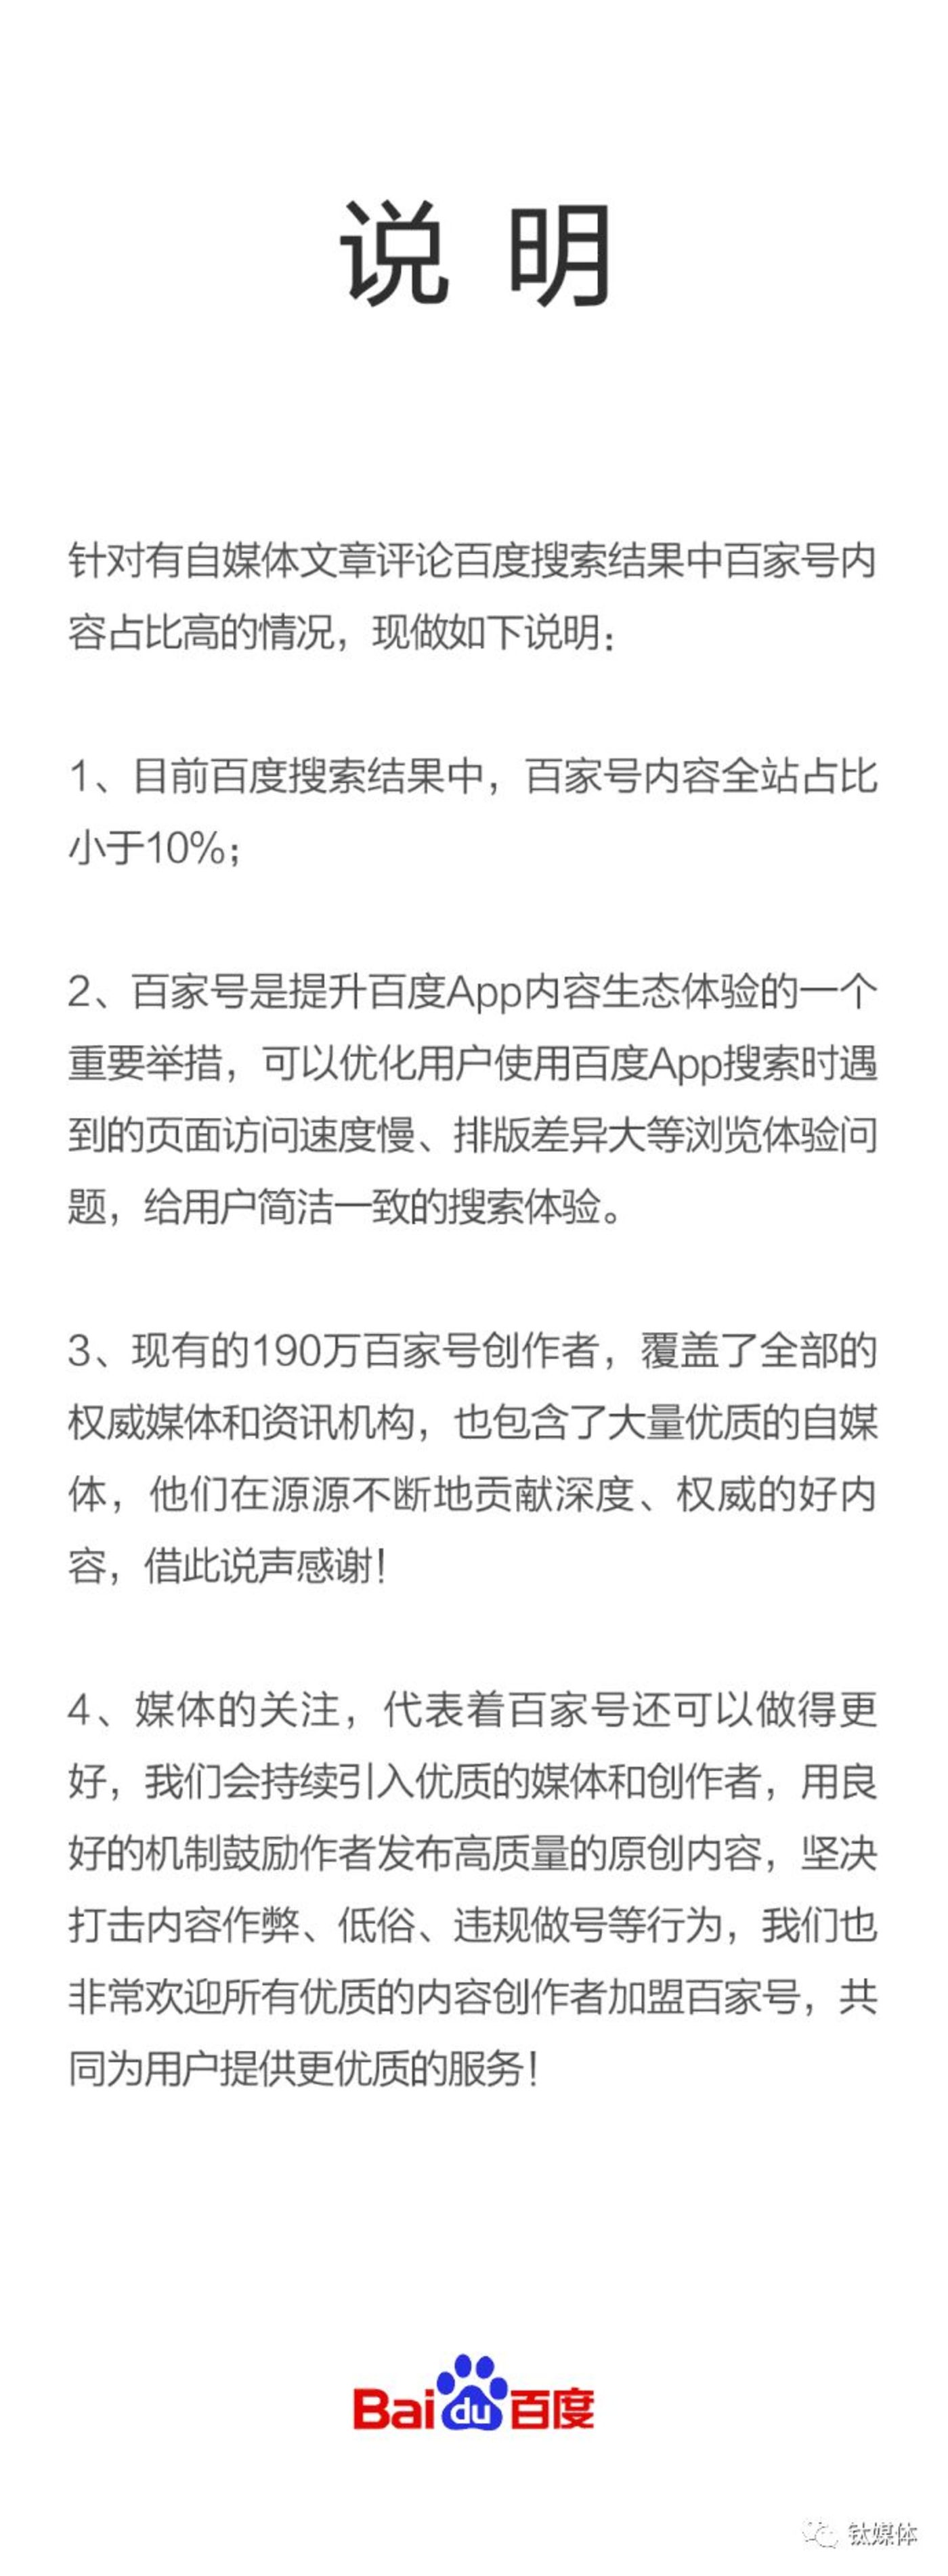 说 明
针对有自媒体文章评论百度搜索结果中百家号内
容占比高的情况，现做如下说明：
1、目前百度搜索结果中，百家号内容全站占比
小于10%；
2、百家号是提升百度App内容生态体验的一个
重要举措，可以优化用户使用百度App搜索时遇
到的页面访问速度慢、排版差异大等浏览体验问
题，给用户简洁一致的搜索体验。
3、现有的190万百家号创作者，覆盖了全部的
权威媒体和资讯机构，也包含了大量优质的自媒
体，他们在源源不断地贡献深度、权威的好内
容，借此说声感谢！
4、媒体的关注，代表着百家号还可以做得更
好，我们会持续引入优质的媒体和创作者，用良
好的机制鼓励作者发布高质量的原创内容，坚决
打击内容作弊、低俗、违规做号等行为，我们也
非常欢迎所有优质的内容创作者加盟百家号，共
同为用户提供更优质的服务！
Bai du 百度
钛媒体